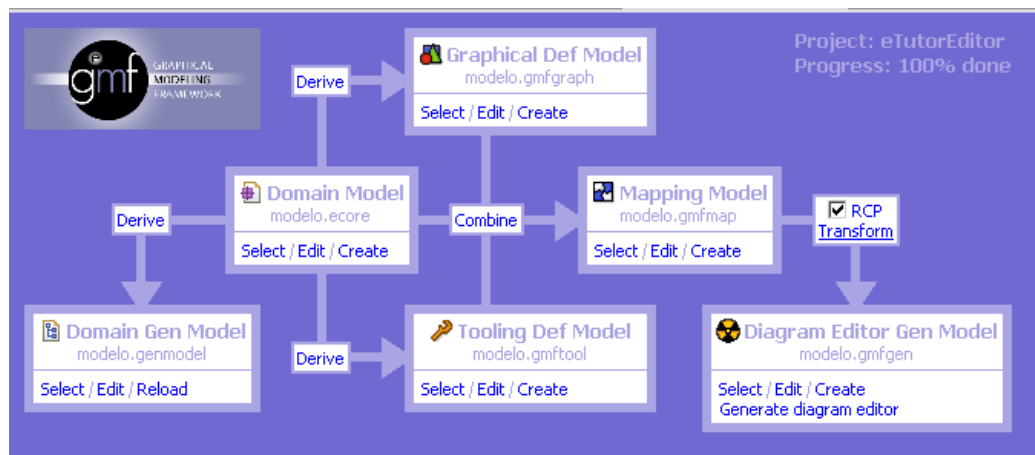 gmf
GRAPHICAL
MODELING
FRAMEWORK
Derive
Graphical Def Model
modelo.gmfgraph
Select / Edit / Create
Project: eTutorEditor
Progress: 100% done
Derive
Domain Model
modelo.ecore
Select / Edit / Create
Combine
Mapping Model
modelo.gmfmap
Select / Edit / Create
RCP
Transform
Domain Gen Model
modelo.genmodel
Select / Edit / Reload
Derive
Tooling Def Model
modelo.gmftool
Select / Edit / Create
Diagram Editor Gen Model
modelo.gmfgen
Select / Edit / Create
Generate diagram editor